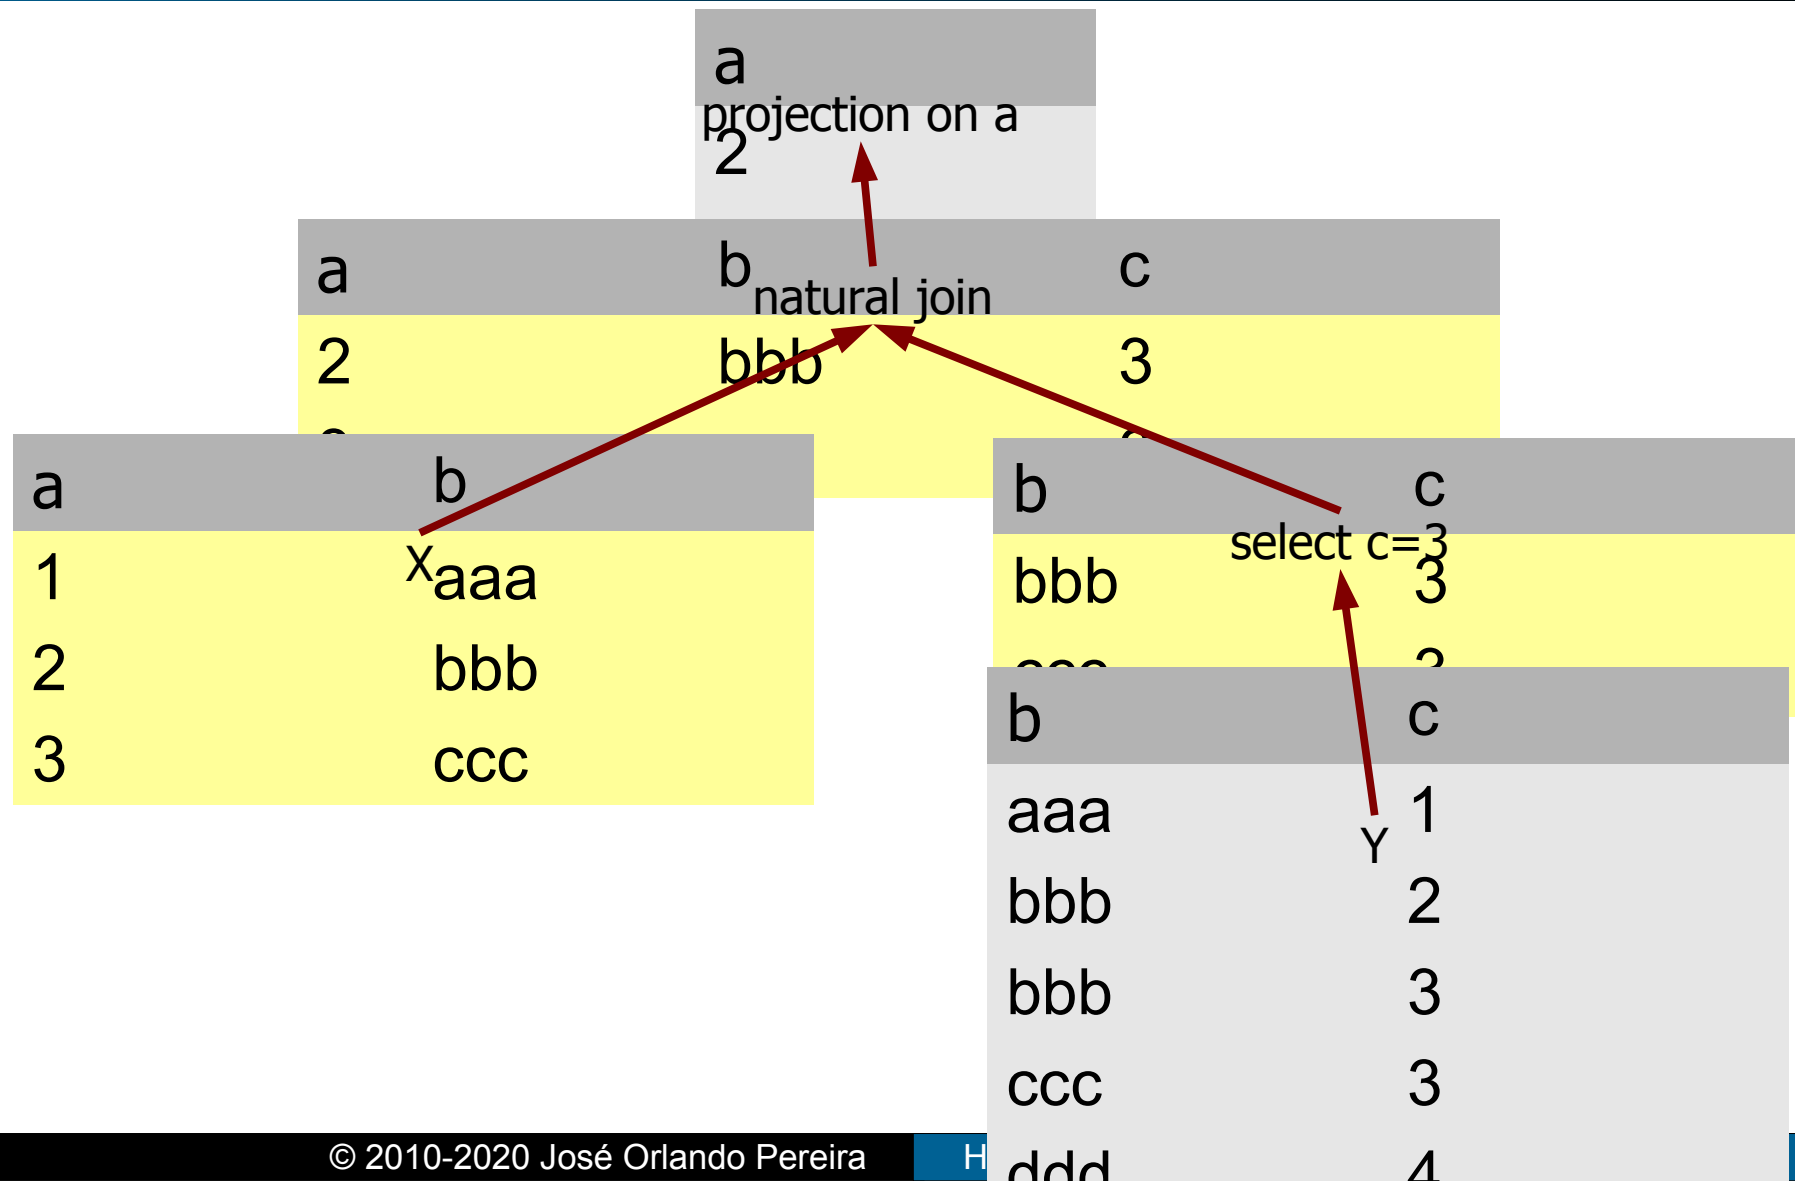 a
projection on a
2
a b c
natural join
2 bbb 3
a b
X
1 aaa
2 bbb
3 ccc
b c
select c=3
bbb 3
b c
aaa 1
Y
bbb 2
bbb 3
ccc 3
ddd 4
© 2010-2020 José Orlando Pereira